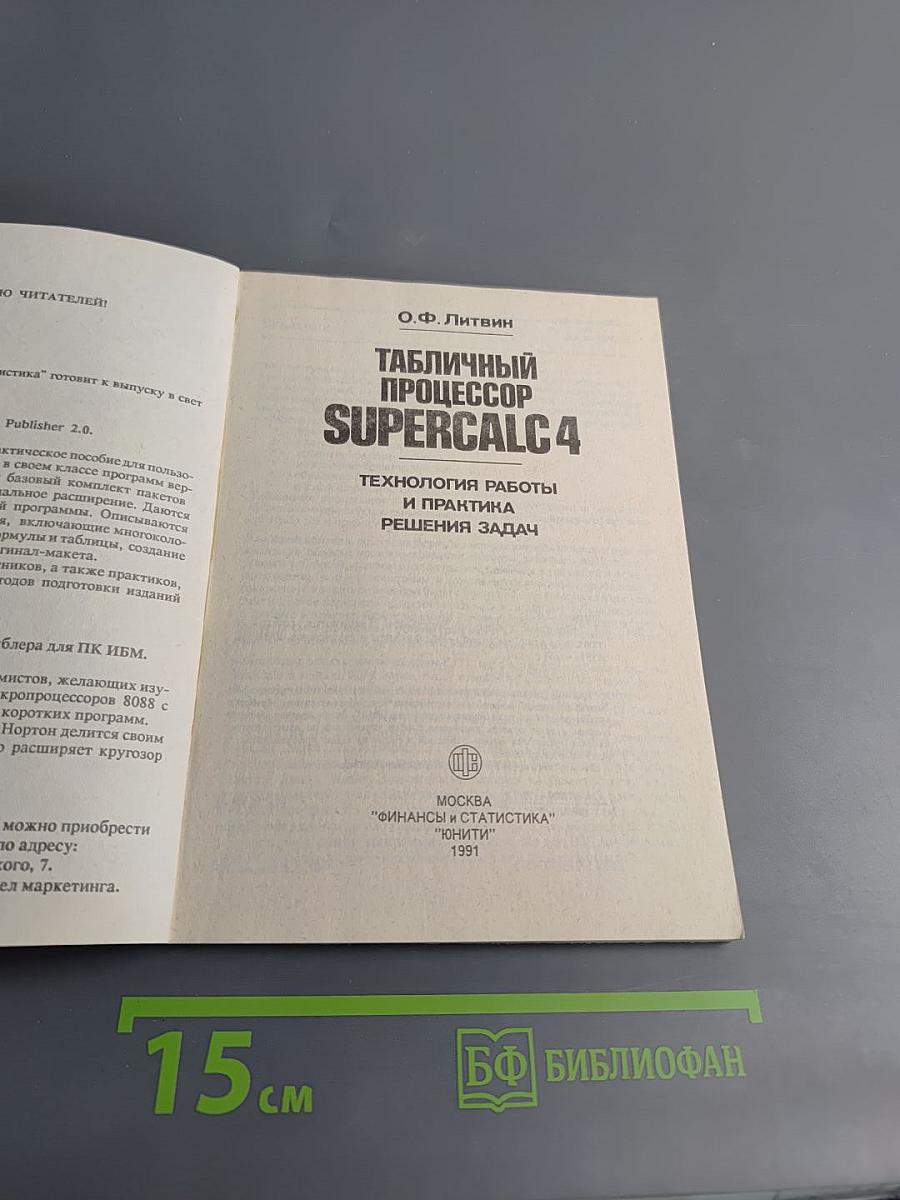 Ю ЧИТАТЕЛЕЙ!
истика" готовит к выпуску в свет
Publisher 2.0.
актическое пособие для пользо-
в своем классе программ вер-
базовый комплект пакетов
альное расширение. Даются
й программы. Описываются
я, включающие многоколо-
ормулы и таблицы, создание
гинал-макета.
еников, а также практиков,
тодов подготовки изданий
блера для ПК ИБМ.
мистов, желающих изу-
кропроцессоров 8088 с
коротких программ.
Нортон делится своим
о расширяет кругозор
можно приобрести
по адресу:
кого, 7.
ел маркетинга.
О.Ф. Литвин
ТАБЛИЧНЫЙ
ПРОЦЕССОР
SUPERCALC 4
ТЕХНОЛОГИЯ РАБОТЫ
И ПРАКТИКА
РЕШЕНИЯ ЗАДАЧ
МОСКВА
"ФИНАНСЫ и СТАТИСТИКА"
"ЮНИТИ"
1991
15 см
БФ БИБЛИОФАН